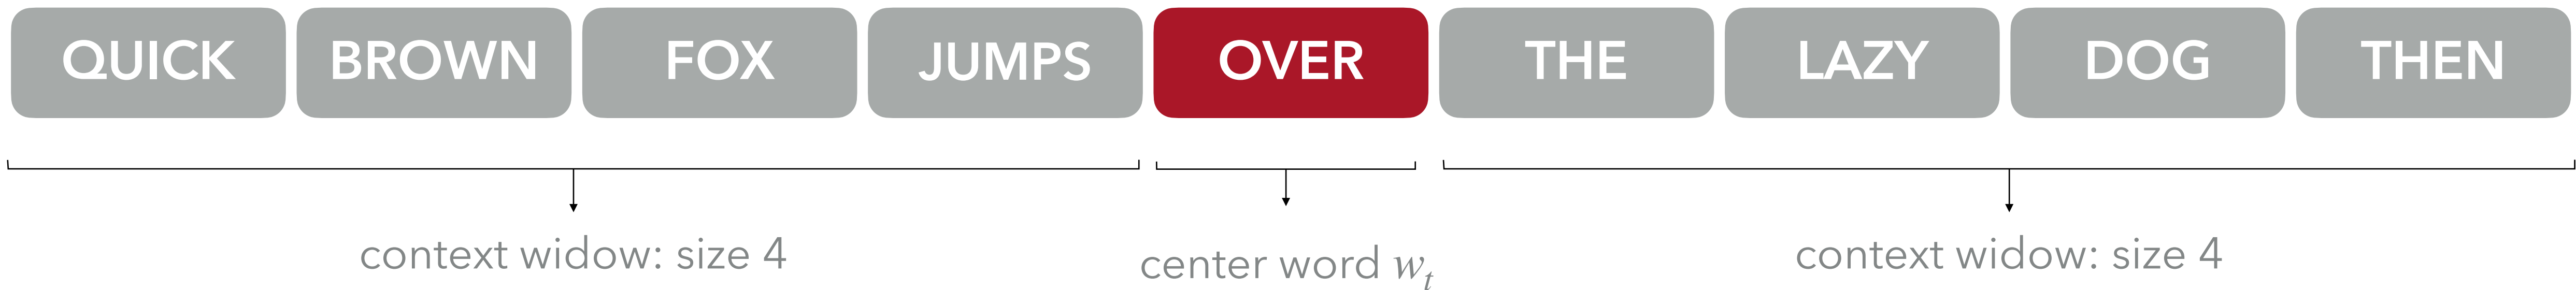 QUICK BROWN FOX JUMPS OVER THE LAZY DOG THEN
context widow: size 4 center word w_t context widow: size 4